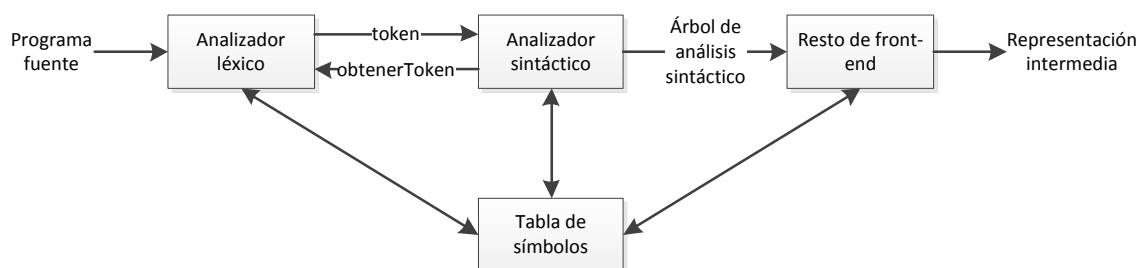 Programa
fuente
Analizador
léxico
token
obtenerToken
Analizador
sintáctico
Árbol de
análisis
sintáctico
Resto de front-
end
Representación
intermedia
Tabla de
símbolos